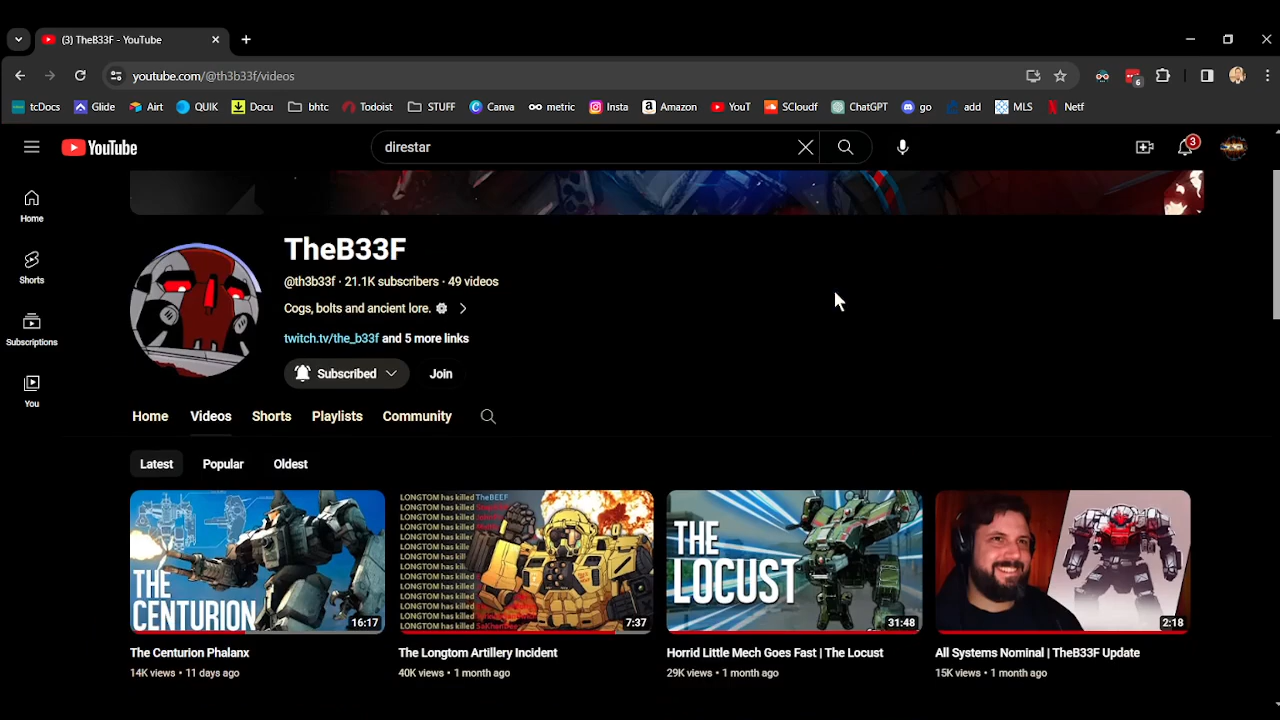 (3) TheB33F - YouTube
youtube.com/@th3b33f/videos
6
tcDocs Glide Airt QUIK Docu bhtc Todoist STUFF Canva metric Insta Amazon YouT SCloudf ChatGPT go add MLS Netf
YouTube
direstar
3
Home
Shorts
Subscriptions
You
TheB33F
@th3b33f · 21.1K subscribers · 49 videos
Cogs, bolts and ancient lore.
twitch.tv/the_b33f and 5 more links
Subscribed Join
Home Videos Shorts Playlists Community
Latest Popular Oldest
THE
CENTURION
16:17
LONGTOM has killed TheBEEF
LONGTOM has killed
7:37
THE
LOCUST
31:48
2:18
The Centurion Phalanx
14K views · 11 days ago
The Longtom Artillery Incident
40K views · 1 month ago
Horrid Little Mech Goes Fast | The Locust
29K views · 1 month ago
All Systems Nominal | TheB33F Update
15K views · 1 month ago